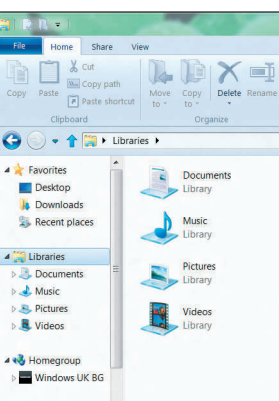 File Home Share View
Cut
Copy path
Paste shortcut
Copy Paste
Move to
Copy to
Delete Rename
Clipboard Organize
Libraries
Favorites
Desktop
Downloads
Recent places
Libraries
Documents
Music
Pictures
Videos
Homegroup
Windows UK BG
Documents
Library
Music
Library
Pictures
Library
Videos
Library